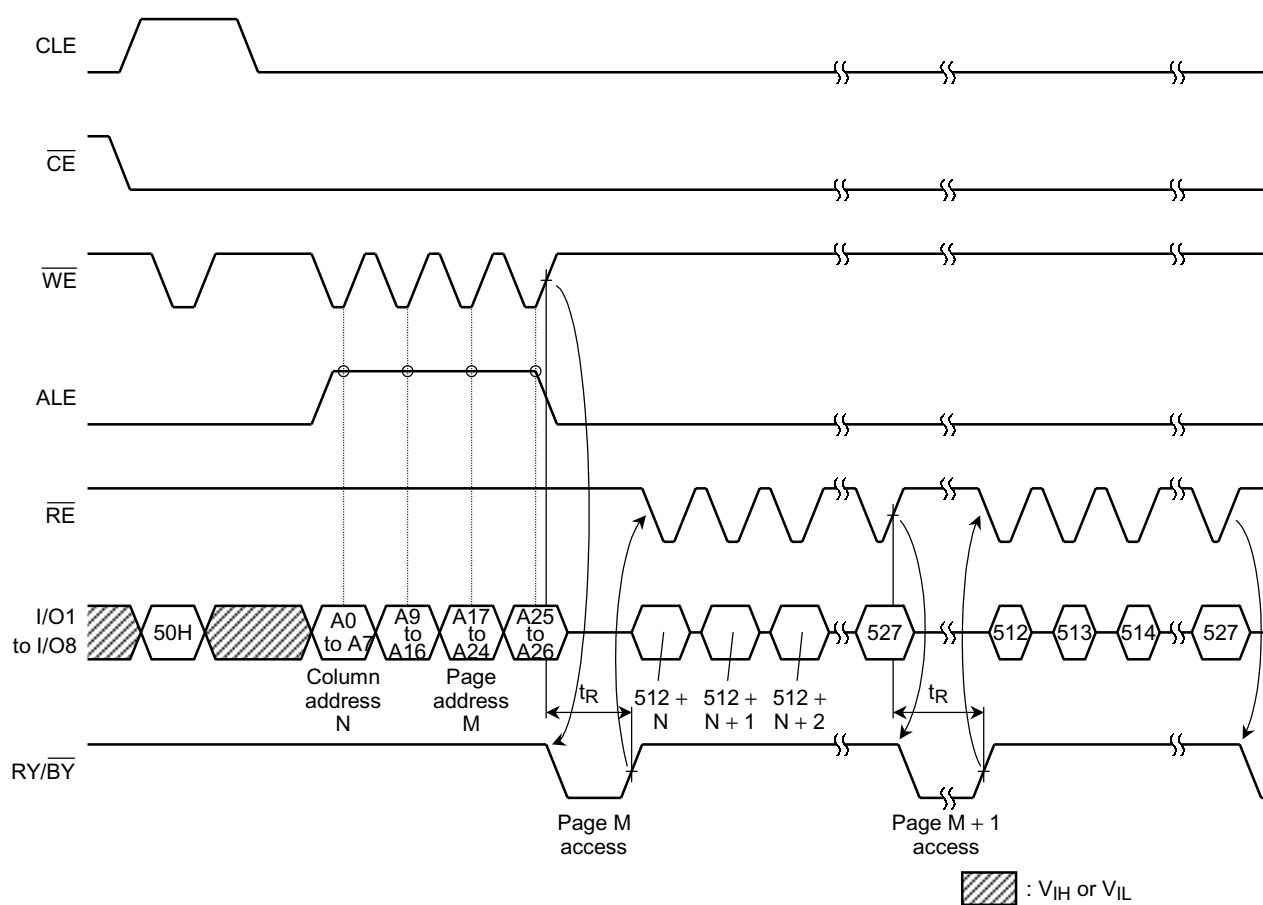 CLE
CE
WE
ALE
RE
I/O1
to I/O8
50H
A0
to A7
A9
to
A16
A17
to
A24
A25
to
A26
527
512
513
514
527
Column
address
N
Page
address
M
tR
512 +
N
512 +
N + 1
512 +
N + 2
tR
RY/BY
Page M
access
Page M + 1
access
: VIH or VIL